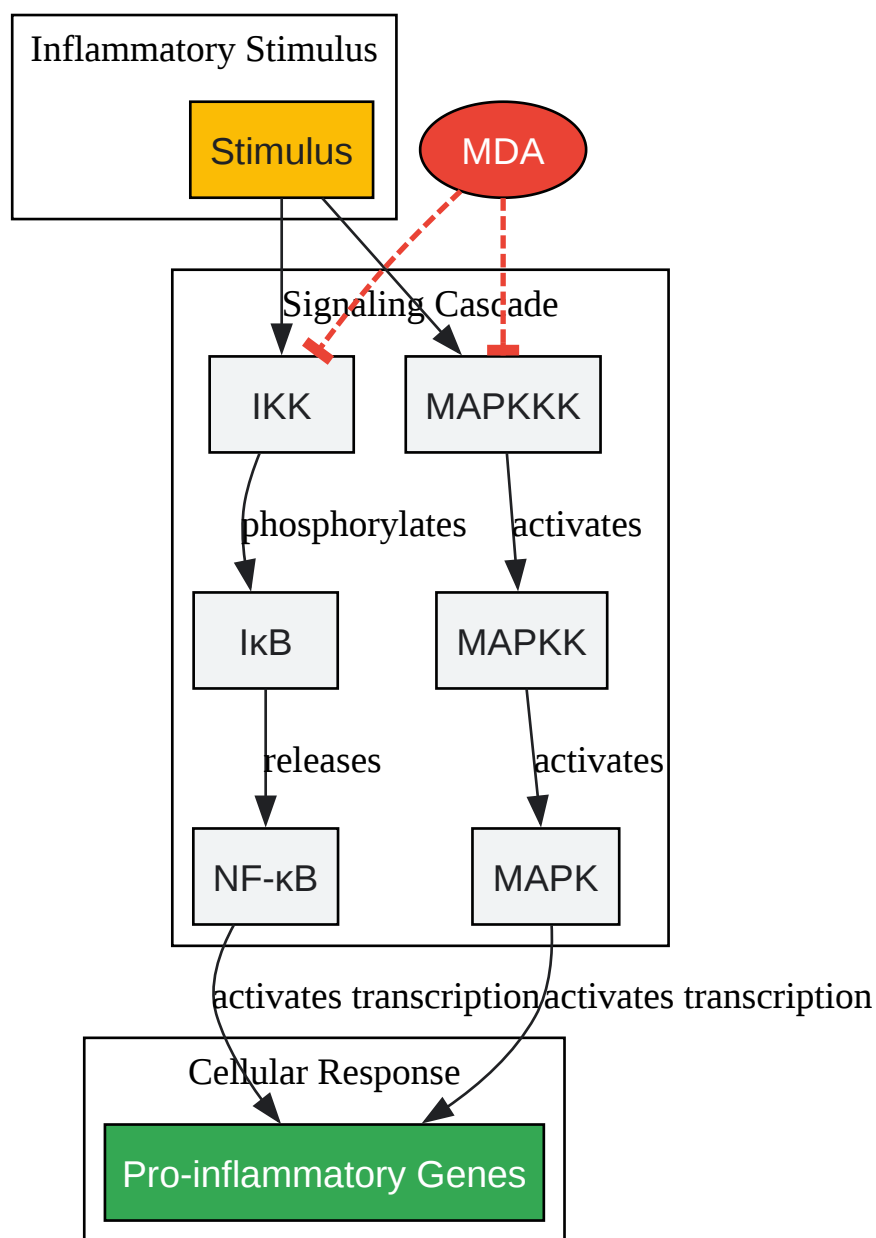 Inflammatory Stimulus
Stimulus
MDA
Signaling Cascade
IKK
MAPKKK
phosphorylates
activates
IκB
MAPKK
releases
activates
NF-κB
MAPK
activates transcription
activates transcription
Cellular Response
Pro-inflammatory Genes